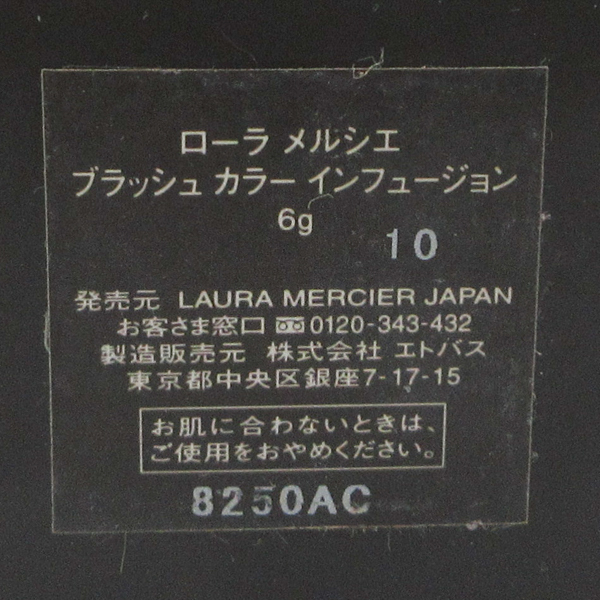 ローラ メルシエ
ブラッシュ カラー インフュージョン
6g
10
発売元 LAURA MERCIER JAPAN
お客さま窓口 0120-343-432
製造販売元 株式会社 エトバス
東京都中央区銀座7-17-15
お肌に合わないときは、
ご使用をおやめください。
8250AC